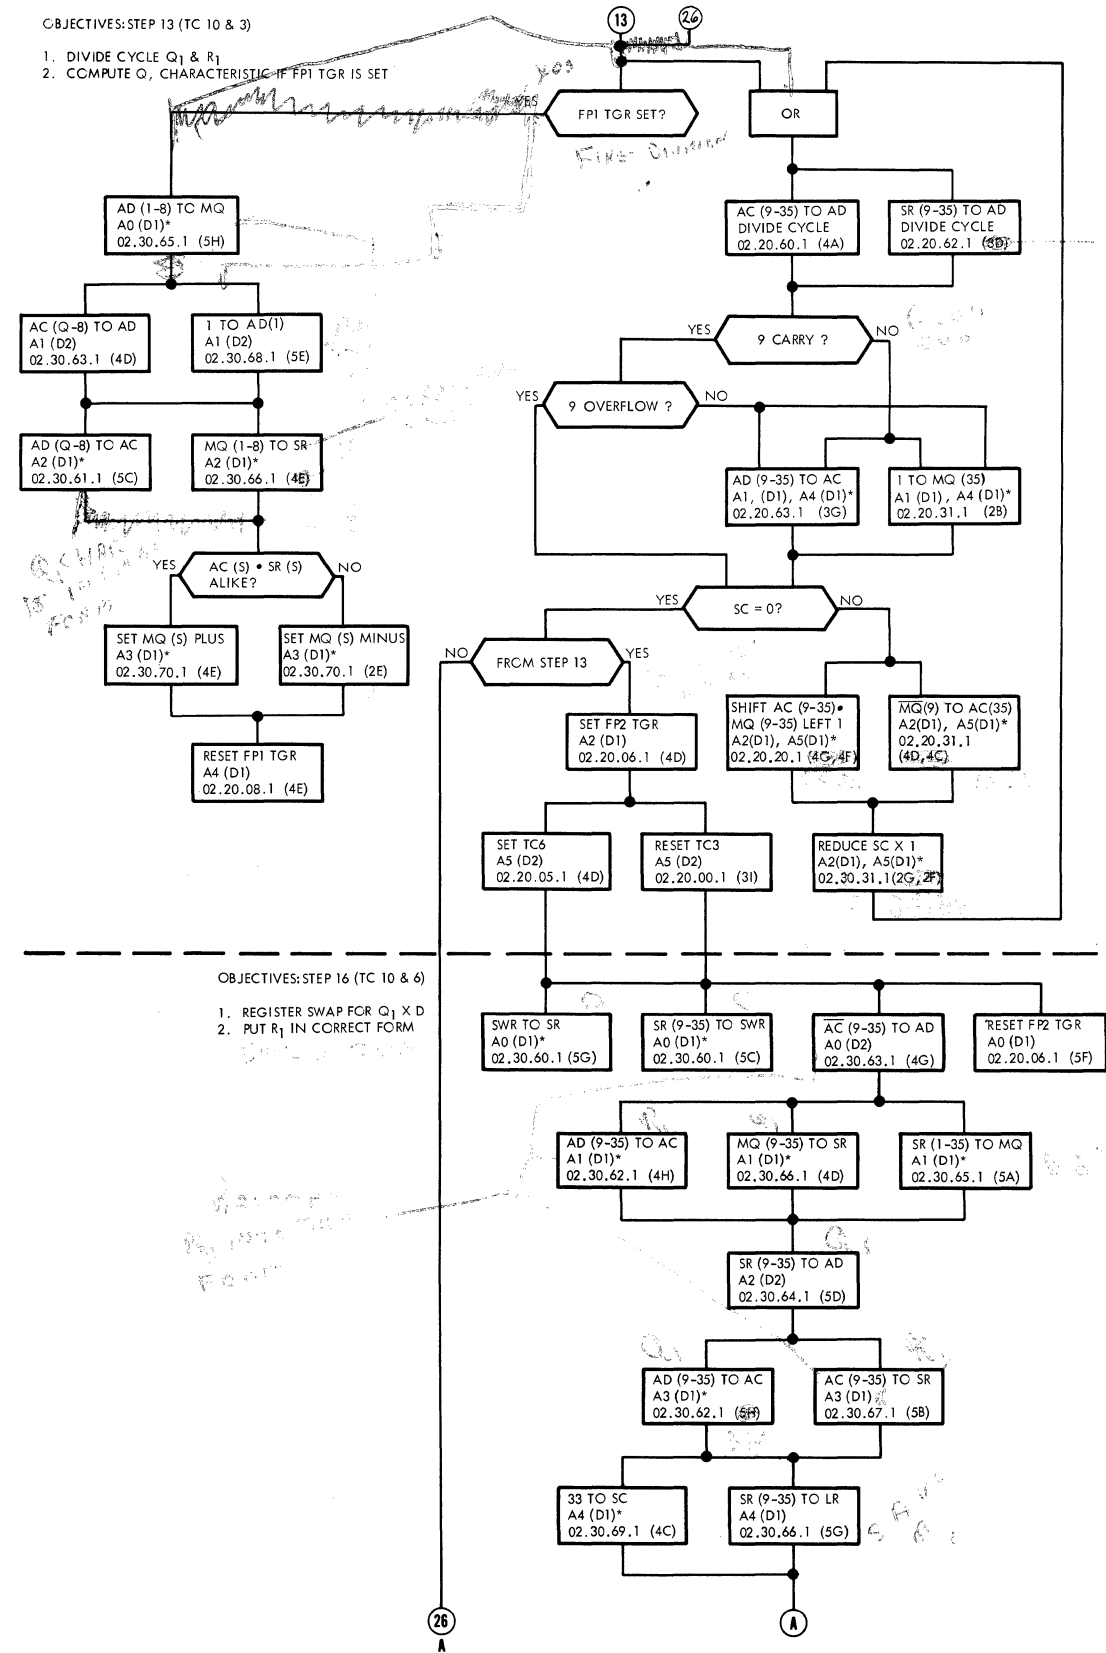 OBJECTIVES: STEP 13 (TC 10 & 3)
1. DIVIDE CYCLE Q1 & R1
2. COMPUTE Q, CHARACTERISTIC IF FP1 TGR IS SET
13
26
YES
YES
FP1 TGR SET?
OR
AD (1-8) TO MQ
A0 (D1)*
02.30.65.1 (5H)
AC (9-35) TO AD
DIVIDE CYCLE
02.20.60.1 (4A)
SR (9-35) TO AD
DIVIDE CYCLE
02.20.62.1
AC (Q-8) TO AD
A1 (D2)
02.30.63.1 (4D)
1 TO AD(1)
A1 (D2)
02.30.68.1 (5E)
YES
9 CARRY ?
NO
YES
9 OVERFLOW ?
NO
AD (Q-8) TO AC
A2 (D1)*
02.30.61.1 (5C)
MQ (1-8) TO SR
A2 (D1)*
02.30.66.1 (4E)
AD (9-35) TO AC
A1, (D1), A4 (D1)*
02.20.63.1 (3G)
1 TO MQ (35)
A1 (D1), A4 (D1)*
02.20.31.1 (2B)
YES
AC (S) • SR (S)
ALIKE?
NO
FORM
YES
SC = 0?
NO
SET MQ (S) PLUS
A3 (D1)*
02.30.70.1 (4E)
SET MQ (S) MINUS
A3 (D1)*
02.30.70.1 (2E)
NO
FROM STEP 13
YES
RESET FP1 TGR
A4 (D1)
02.20.08.1 (4E)
SET FP2 TGR
A2 (D1)
02.20.06.1 (4D)
SHIFT AC (9-35)•
MQ (9-35) LEFT 1
A2(D1), A5(D1)*
02.20.20.1 (4G, 4F)
M̅Q̅(9) TO AC(35)
A2(D1), A5(D1)*
02.20.31.1
(4D, 4C)
SET TC6
A5 (D2)
02.20.05.1 (4D)
RESET TC3
A5 (D2)
02.20.00.1 (3I)
REDUCE SC X 1
A2(D1), A5(D1)*
02.30.31.1(2G, 2F)
OBJECTIVES: STEP 16 (TC 10 & 6)
1. REGISTER SWAP FOR Q1 X D
2. PUT R1 IN CORRECT FORM
D
C
SWR TO SR
A0 (D1)*
02.30.60.1 (5G)
SR (9-35) TO SWR
A0 (D1)*
02.30.60.1 (5C)
A̅C̅ (9-35) TO AD
A0 (D2)
02.30.63.1 (4G)
RESET FP2 TGR
A0 (D1)
02.20.06.1 (5F)
R1
AD (9-35) TO AC
A1 (D1)*
02.30.62.1 (4H)
MQ (9-35) TO SR
A1 (D1)*
02.30.66.1 (4D)
SR (1-35) TO MQ
A1 (D1)*
02.30.65.1 (5A)
Q1
SR (9-35) TO AD
A2 (D2)
02.30.64.1 (5D)
Q1
R1
AD (9-35) TO AC
A3 (D1)*
02.30.62.1 (5H)
AC (9-35) TO SR
A3 (D1)
02.30.67.1 (5B)
33 TO SC
A4 (D1)*
02.30.69.1 (4C)
SR (9-35) TO LR
A4 (D1)
02.30.66.1 (5G)
26
A
A